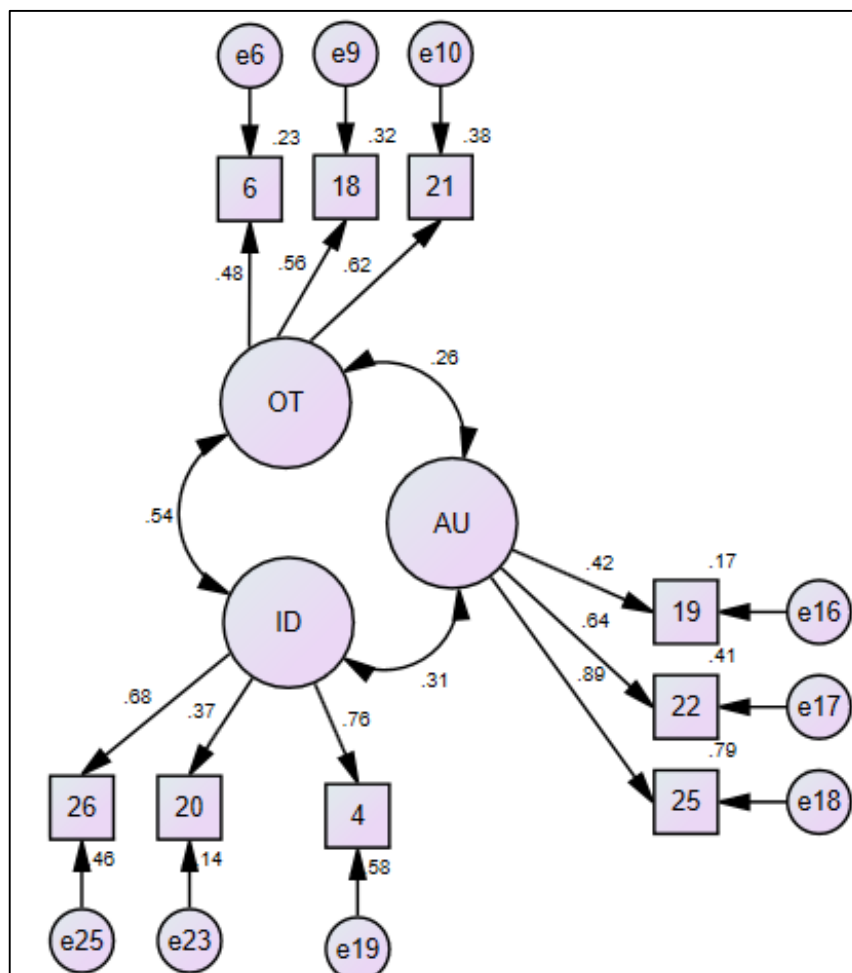 e6 e9 e10
.23 .32 .38
6 18 21
.48 .56 .62
OT
.26
.54
AU
ID
.31
.42 .17
19 e16
.64 .41
22 e17
.89 .79
25 e18
.68 .37 .76
26 20 4
46 14 58
e25 e23 e19